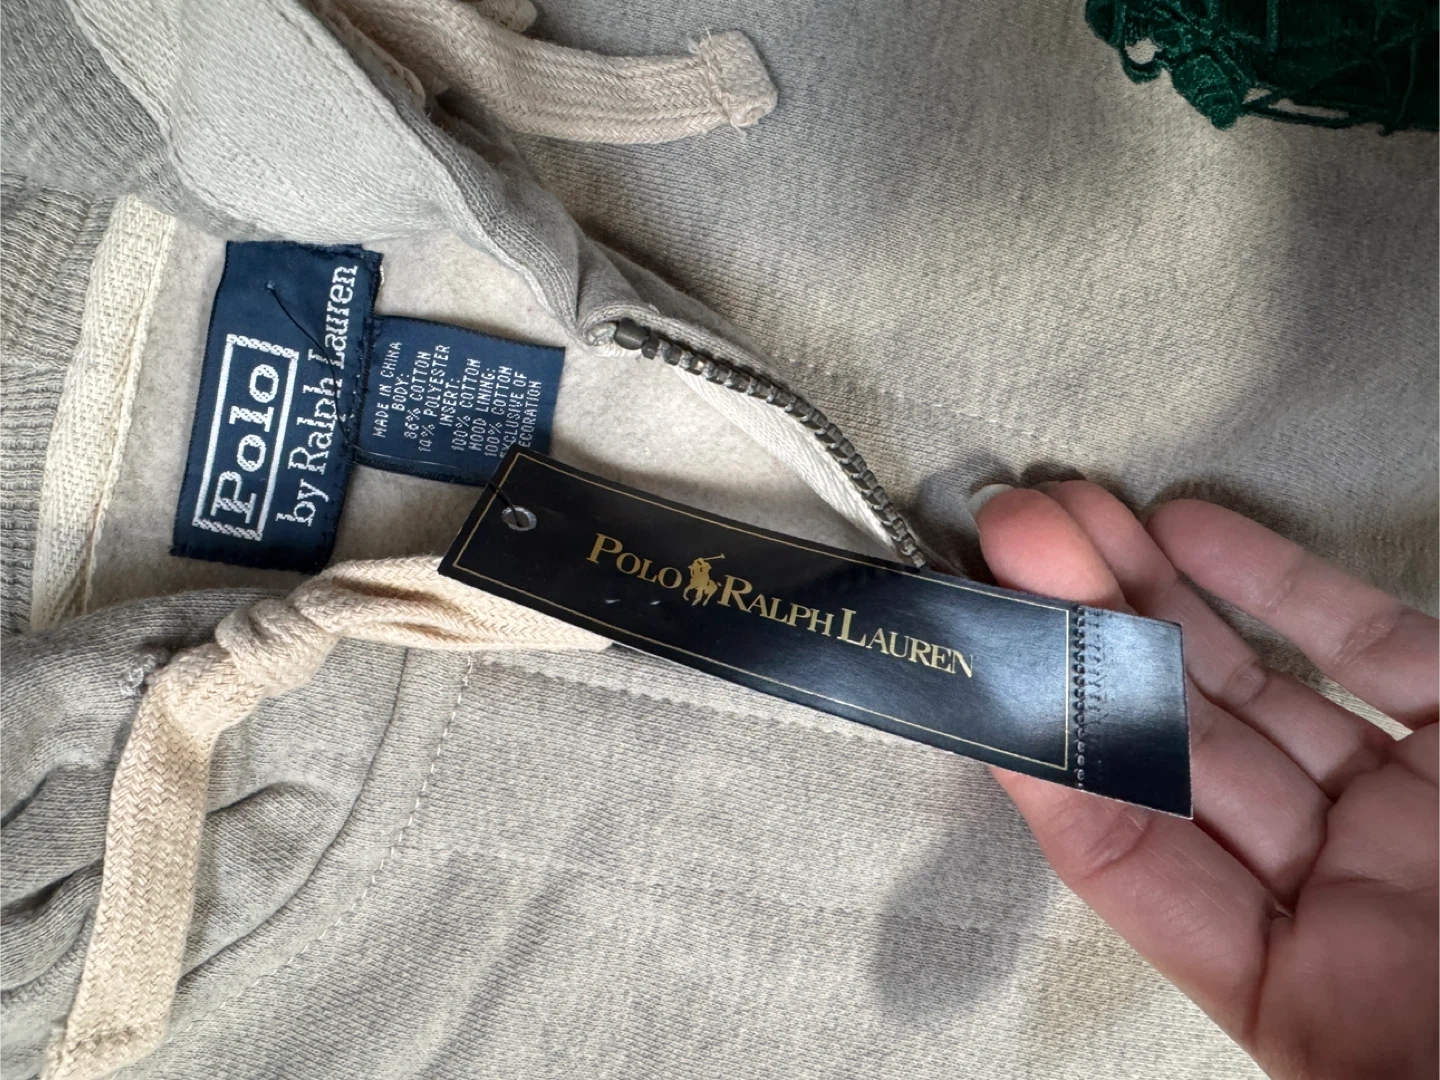 Polo
by Ralph Lauren
MADE IN CHINA
BODY:
86% COTTON
14% POLYESTER
INSERT:
100% COTTON
HOOD LINING:
100% COTTON
EXCLUSIVE OF
DECORATION
POLO RALPH LAUREN